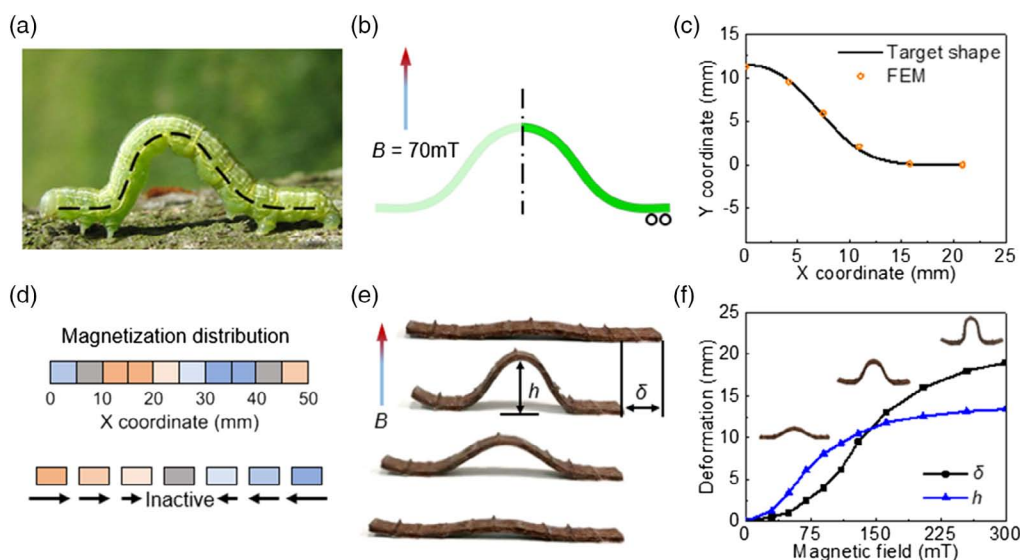 (a)
(b)
B = 70mT
(c)
Y coordinate (mm)
10
5
0
-5
Target shape
FEM
0 5 10 15 20 25
X coordinate (mm)
(d)
Magnetization distribution
0 10 20 30 40 50
X coordinate (mm)
Inactive
(e)
B
h
δ
(f)
Deformation (mm)
25
20
15
10
5
0
δ
h
0 75 150 225 300
Magnetic field (mT)